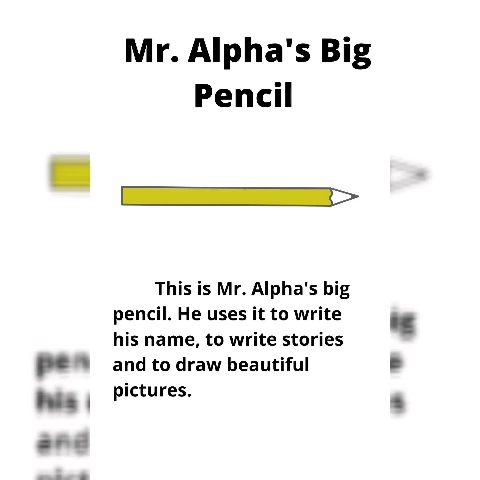 Mr. Alpha's Big
Pencil
This is Mr. Alpha's big
pencil. He uses it to write
his name, to write stories
and to draw beautiful
pictures.